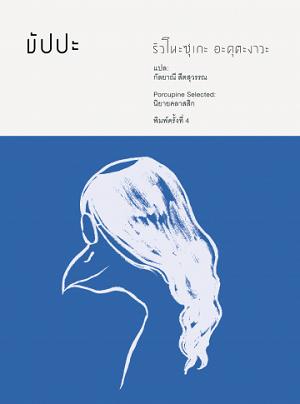 คัปปะ
ริวโนะซุเกะ อะคุตะงาวะ
แปล:
กัลยาณี สีตสุวรรณ
Porcupine Selected:
นิยายคลาสสิก
พิมพ์ครั้งที่ 4